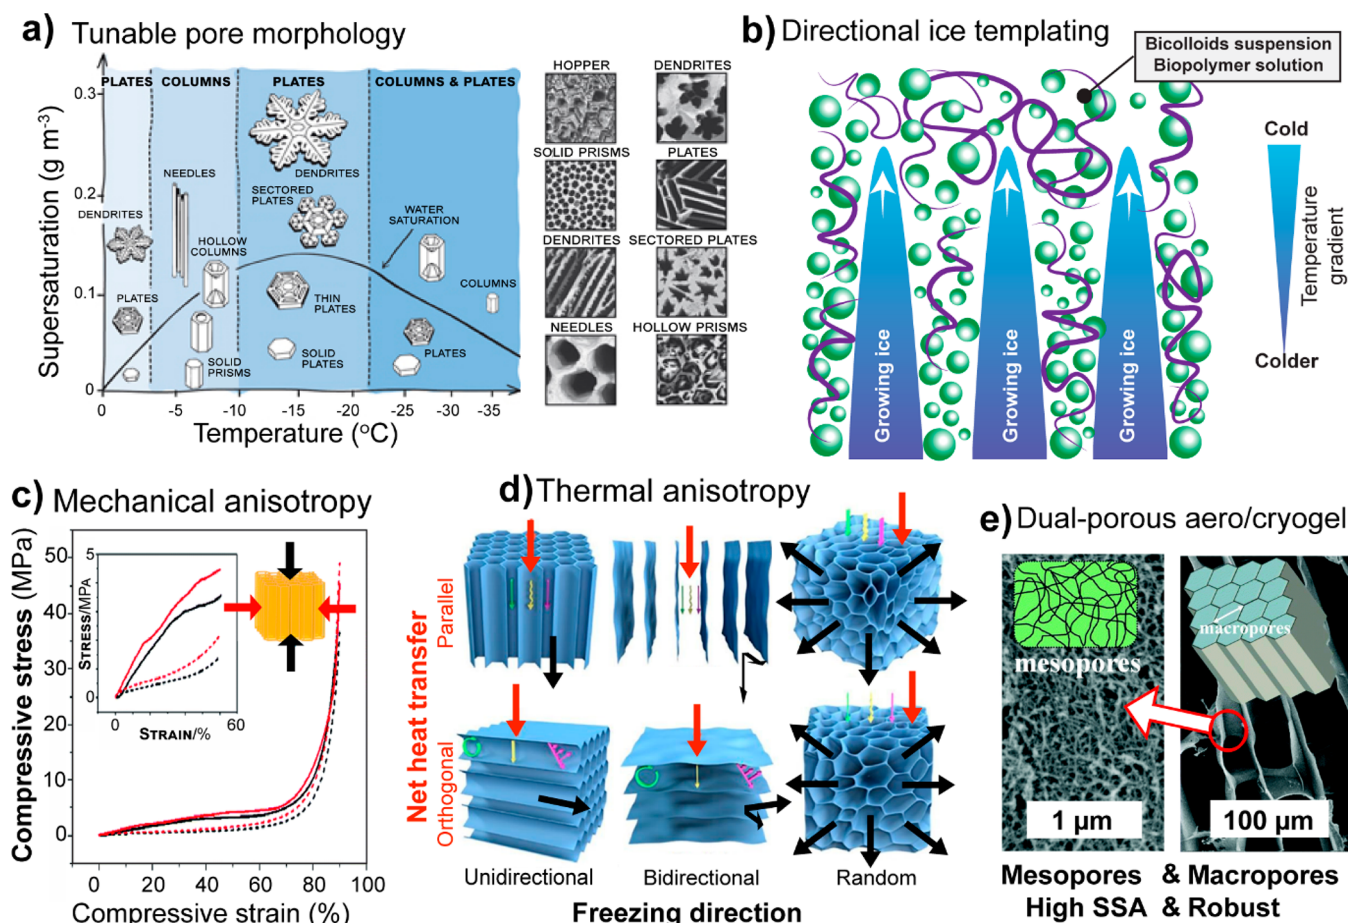 a) Tunable pore morphology
Supersaturation (g m-3)
0.3
0.2
0.1
0
PLATES
COLUMNS
PLATES
COLUMNS & PLATES
NEEDLES
DENDRITES
DENDRITES
SECTORED
PLATES
WATER
SATURATION
HOLLOW
COLUMNS
PLATES
THIN
PLATES
COLUMNS
SOLID
PRISMS
SOLID
PLATES
PLATES
0
-5
-10
-15
-20
-25
-30
-35
Temperature (oC)
HOPPER
DENDRITES
SOLID PRISMS
PLATES
DENDRITES
SECTORED PLATES
NEEDLES
HOLLOW PRISMS
b) Directional ice templating
Bicolloids suspension
Biopolymer solution
Growing ice
Growing ice
Growing ice
Cold
Temperature
gradient
Colder
c) Mechanical anisotropy
Compressive stress (MPa)
50
40
30
20
10
0
STRESS/MPA
5
0
0
60
STRAIN/%
0
20
40
60
80
100
Compressive strain (%)
d) Thermal anisotropy
Net heat transfer
Parallel
Orthogonal
Unidirectional
Bidirectional
Random
Freezing direction
e) Dual-porous aero/cryogel
mesopores
macropores
1 µm
100 µm
Mesopores & Macropores
High SSA & Robust